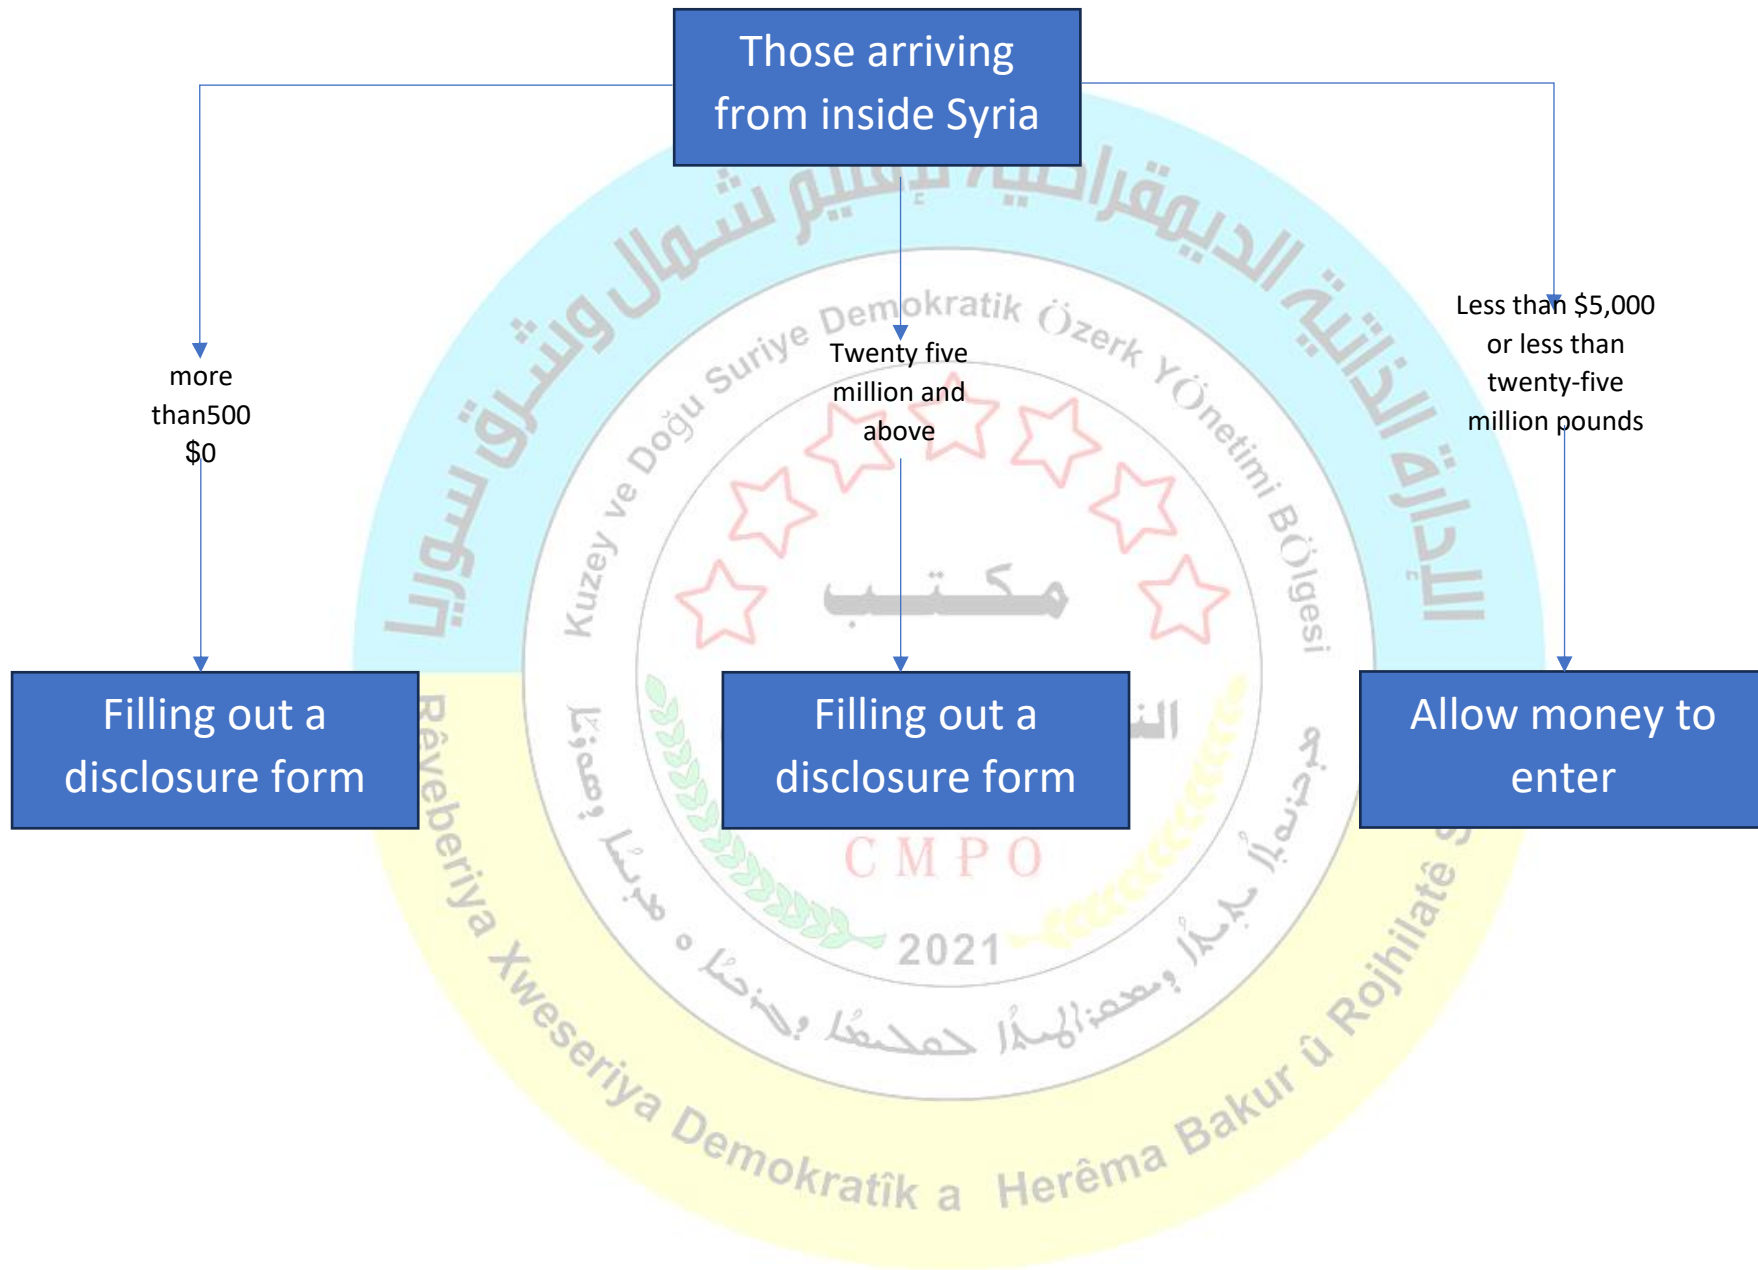 Those arriving
from inside Syria
more
than500
$0
Twenty five
million and
above
Less than $5,000
or less than
twenty-five
million pounds
Filling out a
disclosure form
Filling out a
disclosure form
Allow money to
enter
الإدارة الذاتية الديمقراطية لإقليم شمال وشرق سوريا
Kuzey ve Doğu Suriye Demokratik Özerk YÖnetimi BÖlgesi
مكتب
CMPO
2021
Rêveberiya Xweseriya Demokratîk a Herêma Bakur û Rojhilatê